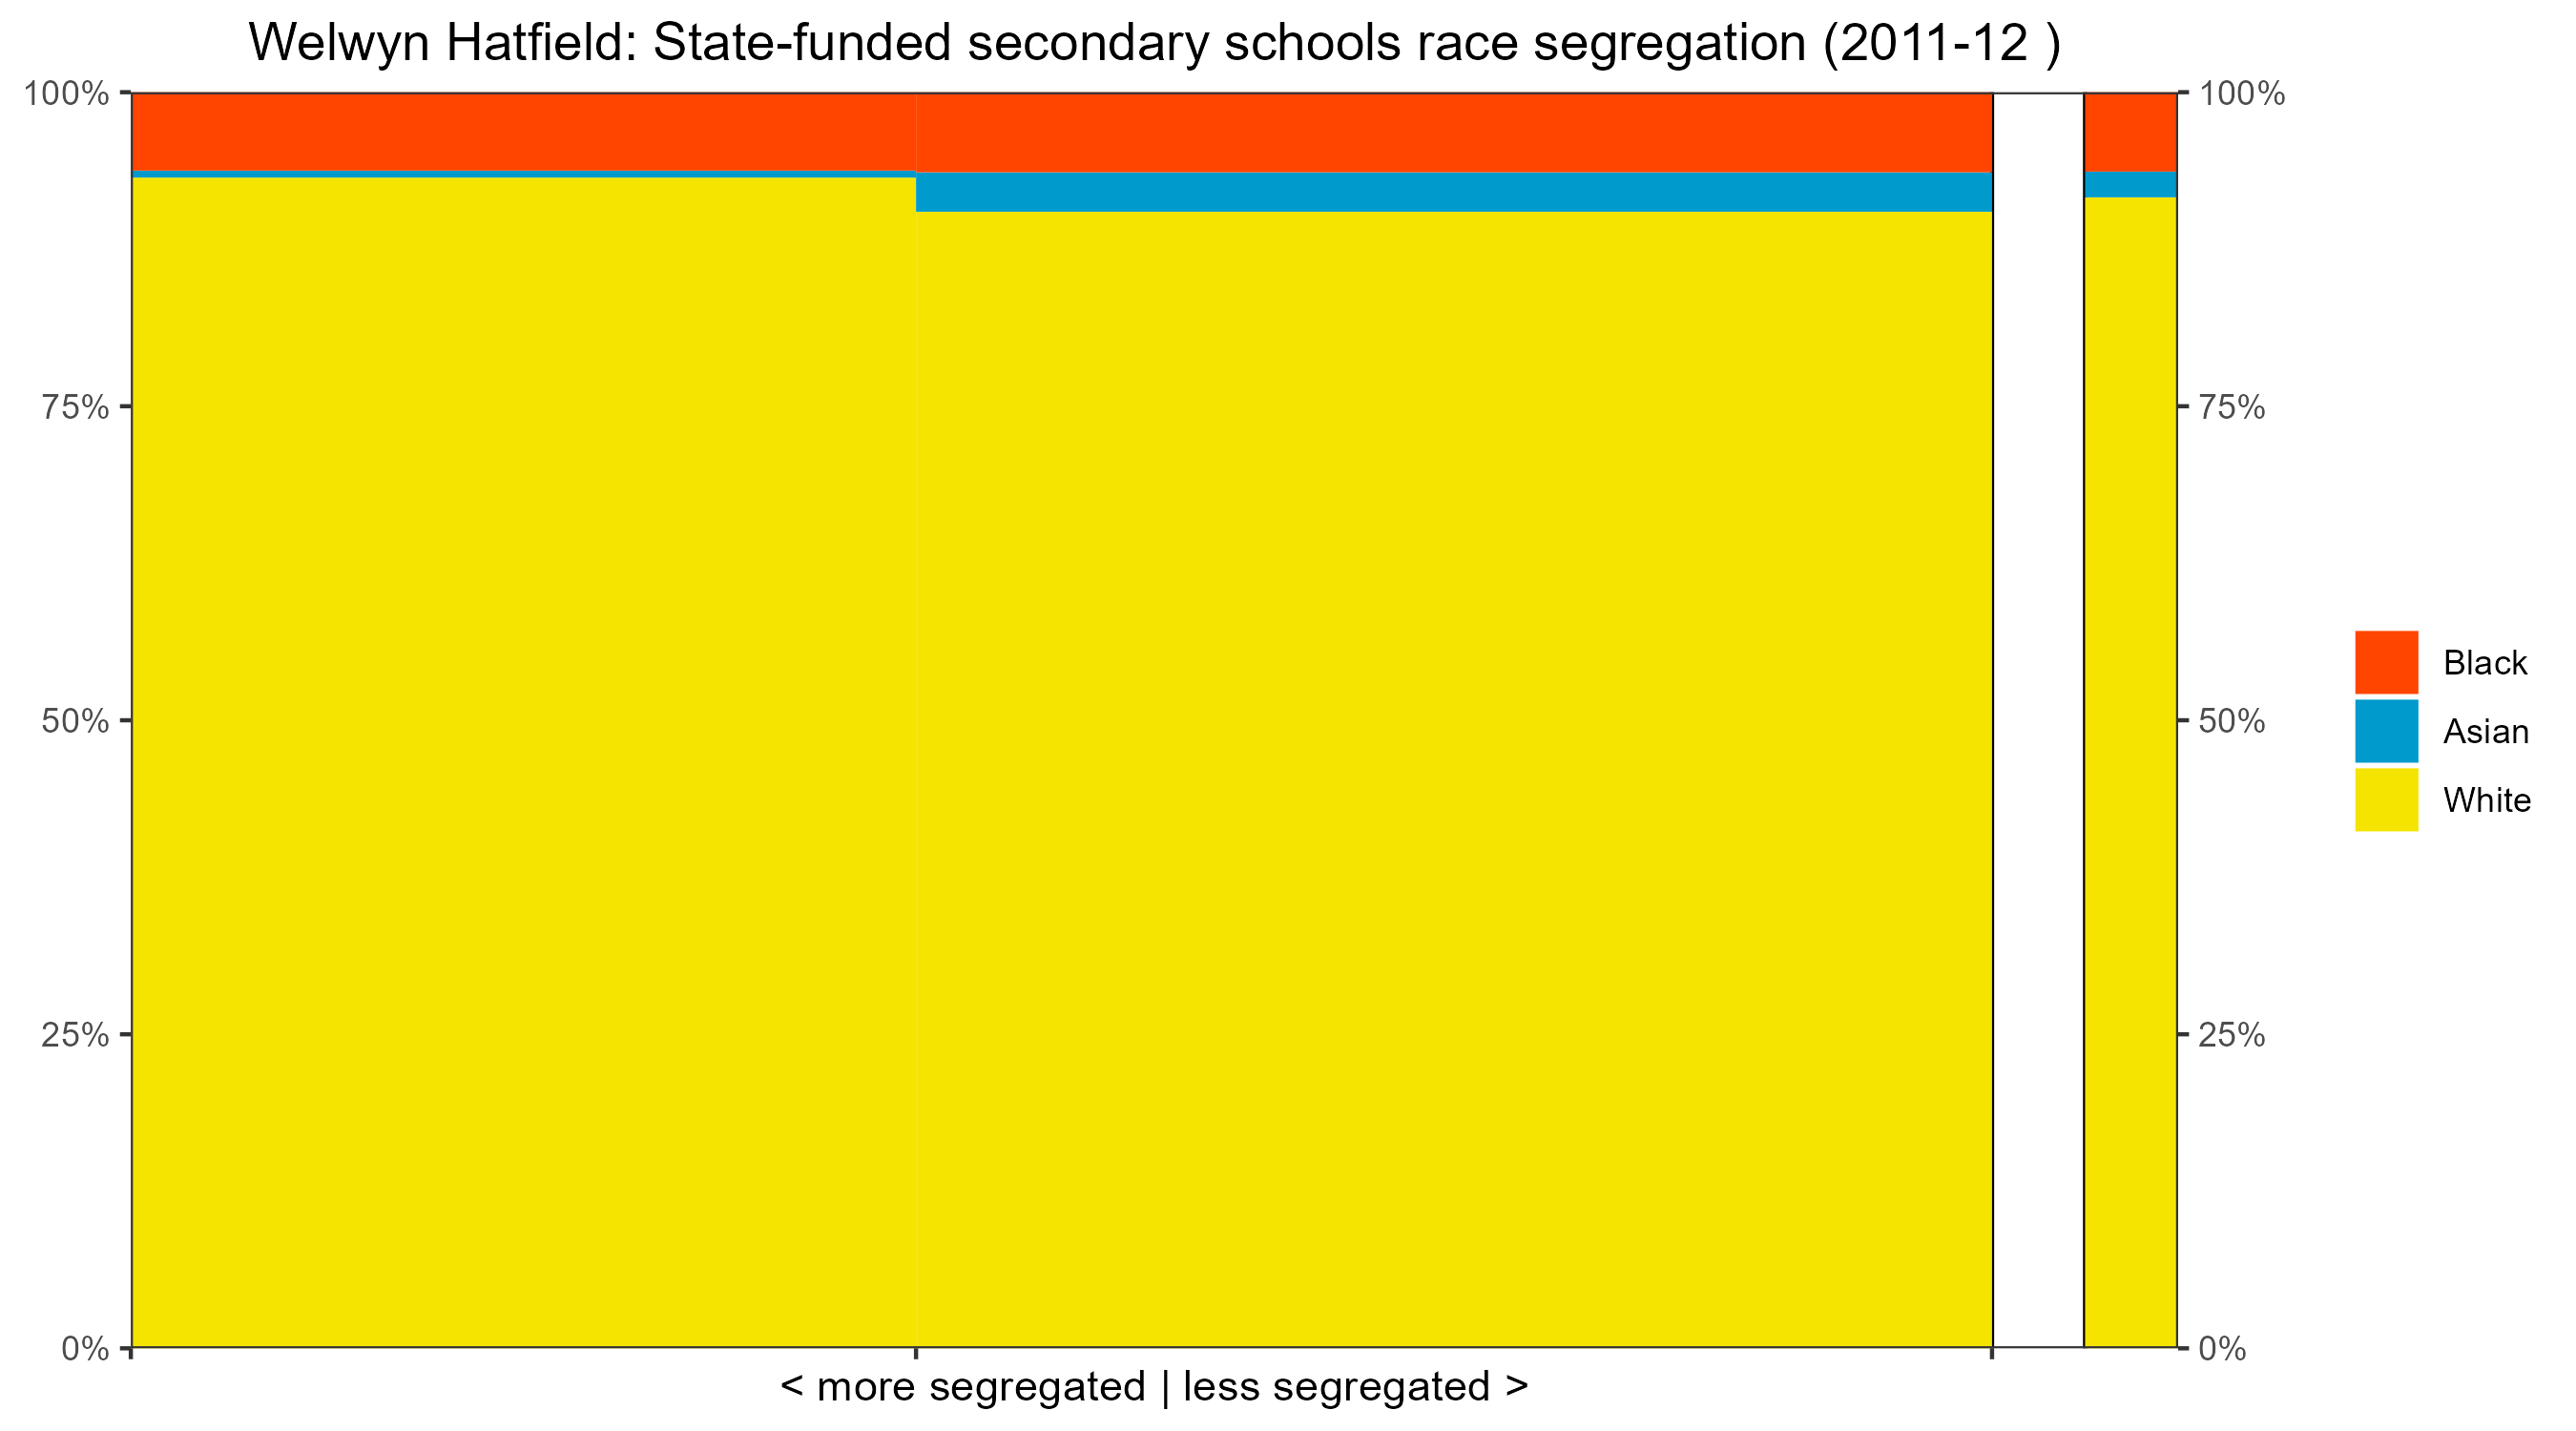 Welwyn Hatfield: State-funded secondary schools race segregation (2011-12 )
100%
75%
50%
25%
0%
100%
75%
50%
25%
0%
Black
Asian
White
< more segregated | less segregated >